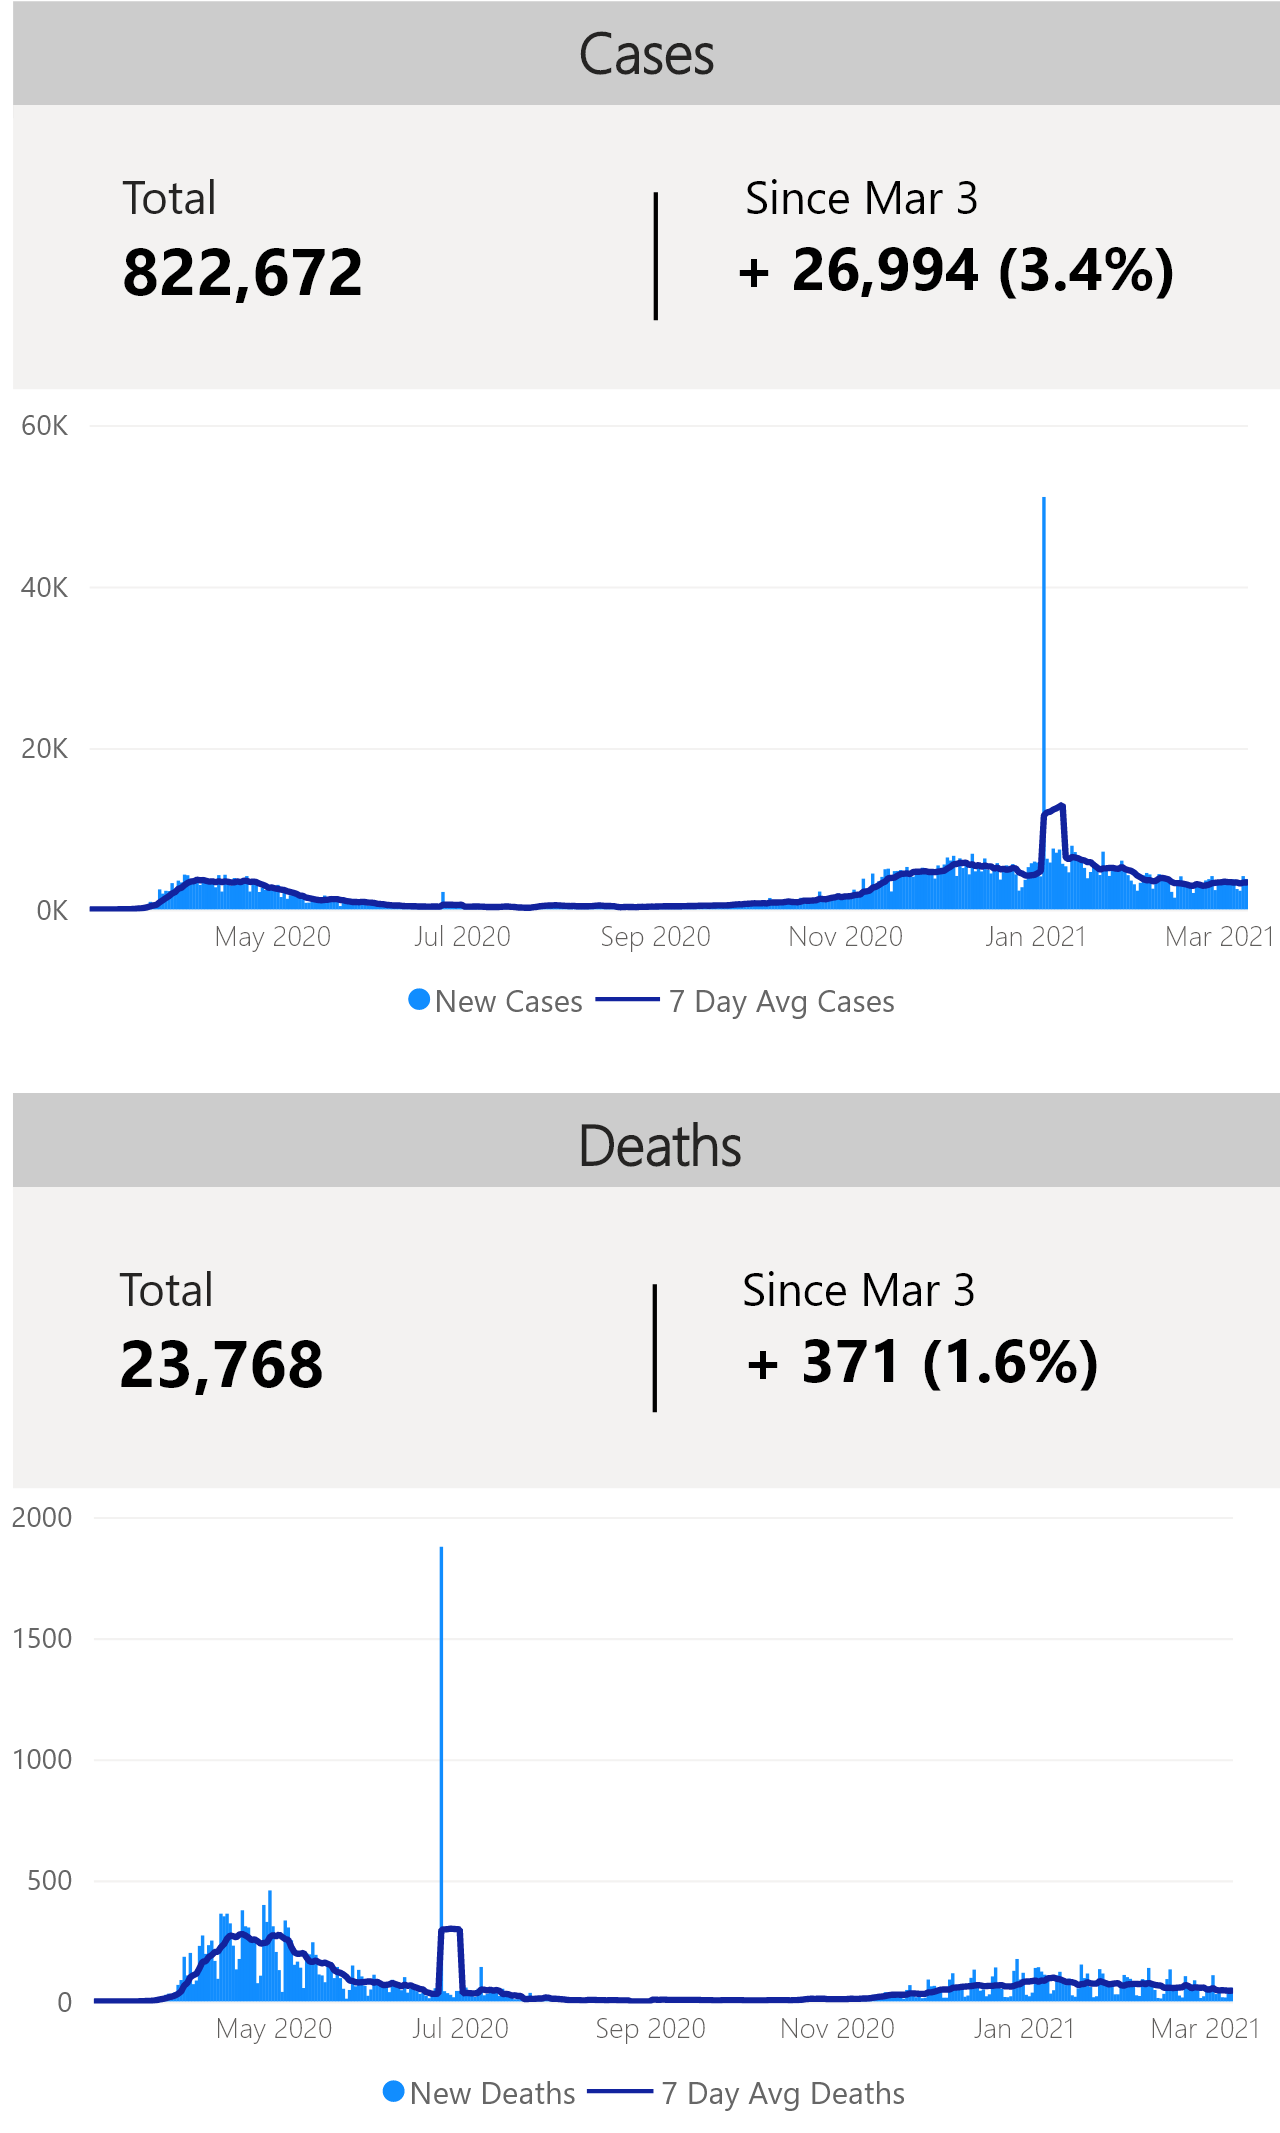 Cases
Total
Since Mar 3
822,672
+ 26,994 (3.4%)
60K
40K
20K
0K
May 2020
Jul 2020
Sep 2020
Nov 2020
Jan 2021
Mar 2021
New Cases
7 Day Avg Cases
Deaths
Total
Since Mar 3
23,768
+ 371 (1.6%)
2000
1500
1000
500
0
May 2020
Jul 2020
Sep 2020
Nov 2020
Jan 2021
Mar 2021
New Deaths
7 Day Avg Deaths